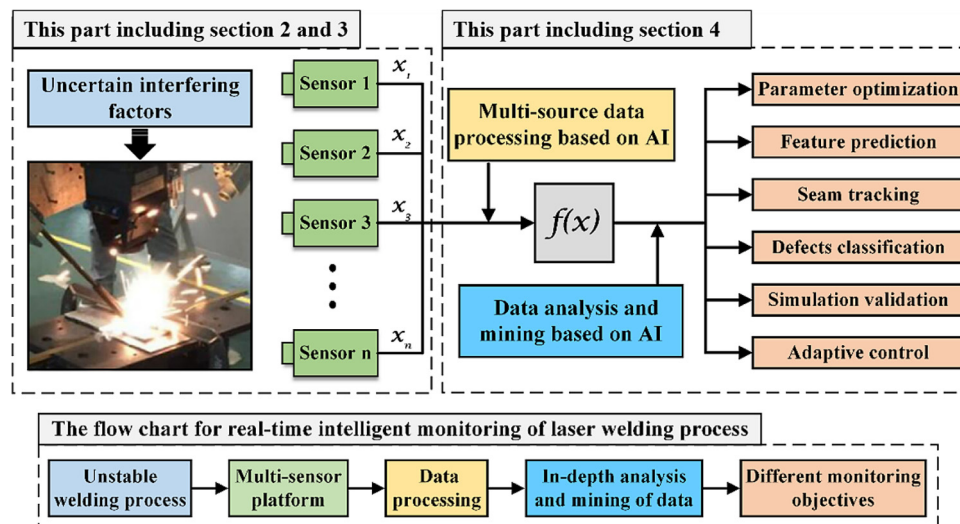 This part including section 2 and 3
This part including section 4
Uncertain interfering
factors
Sensor 1
x₁
Sensor 2
x₂
Sensor 3
x₃
Sensor n
xₙ
Multi-source data
processing based on AI
f(x)
Data analysis and
mining based on AI
Parameter optimization
Feature prediction
Seam tracking
Defects classification
Simulation validation
Adaptive control
The flow chart for real-time intelligent monitoring of laser welding process
Unstable
welding process
Multi-sensor
platform
Data
processing
In-depth analysis
and mining of data
Different monitoring
objectives